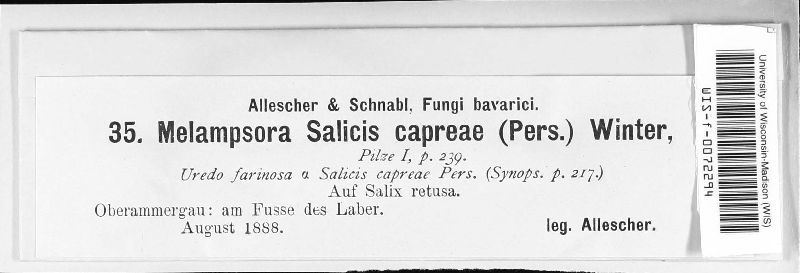 Allescher & Schnabl, Fungi bavarici.
35. Melampsora Salicis capreae (Pers.) Winter,
Pilze I, p. 239.
Uredo farinosa α Salicis capreae Pers. (Synops. p. 217.)
Auf Salix retusa.
Oberammergau: am Fusse des Laber.
August 1888.
leg. Allescher.
University of Wisconsin-Madison (WIS)
WIS-f-0072294